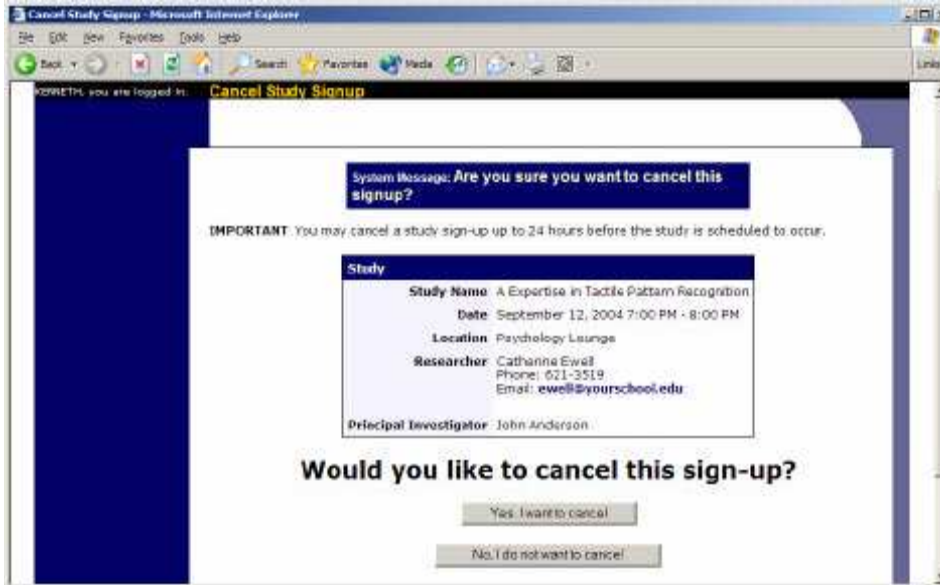 Cancel Study Signup - Microsoft Internet Explorer
File Edit View Favorites Tools Help
Back Search Favorites Media Links
KENNETH, you are logged in. Cancel Study Signup
System Message: Are you sure you want to cancel this
signup?
IMPORTANT You may cancel a study sign-up up to 24 hours before the study is scheduled to occur.
Study
Study Name A Expertise in Tactile Pattern Recognition
Date September 12, 2004 7:00 PM - 8:00 PM
Location Psychology Lounge
Researcher Catherine Ewell
Phone: 621-3519
Email: ewell@yourschool.edu
Principal Investigator John Anderson
Would you like to cancel this sign-up?
Yes. I want to cancel
No, I do not want to cancel